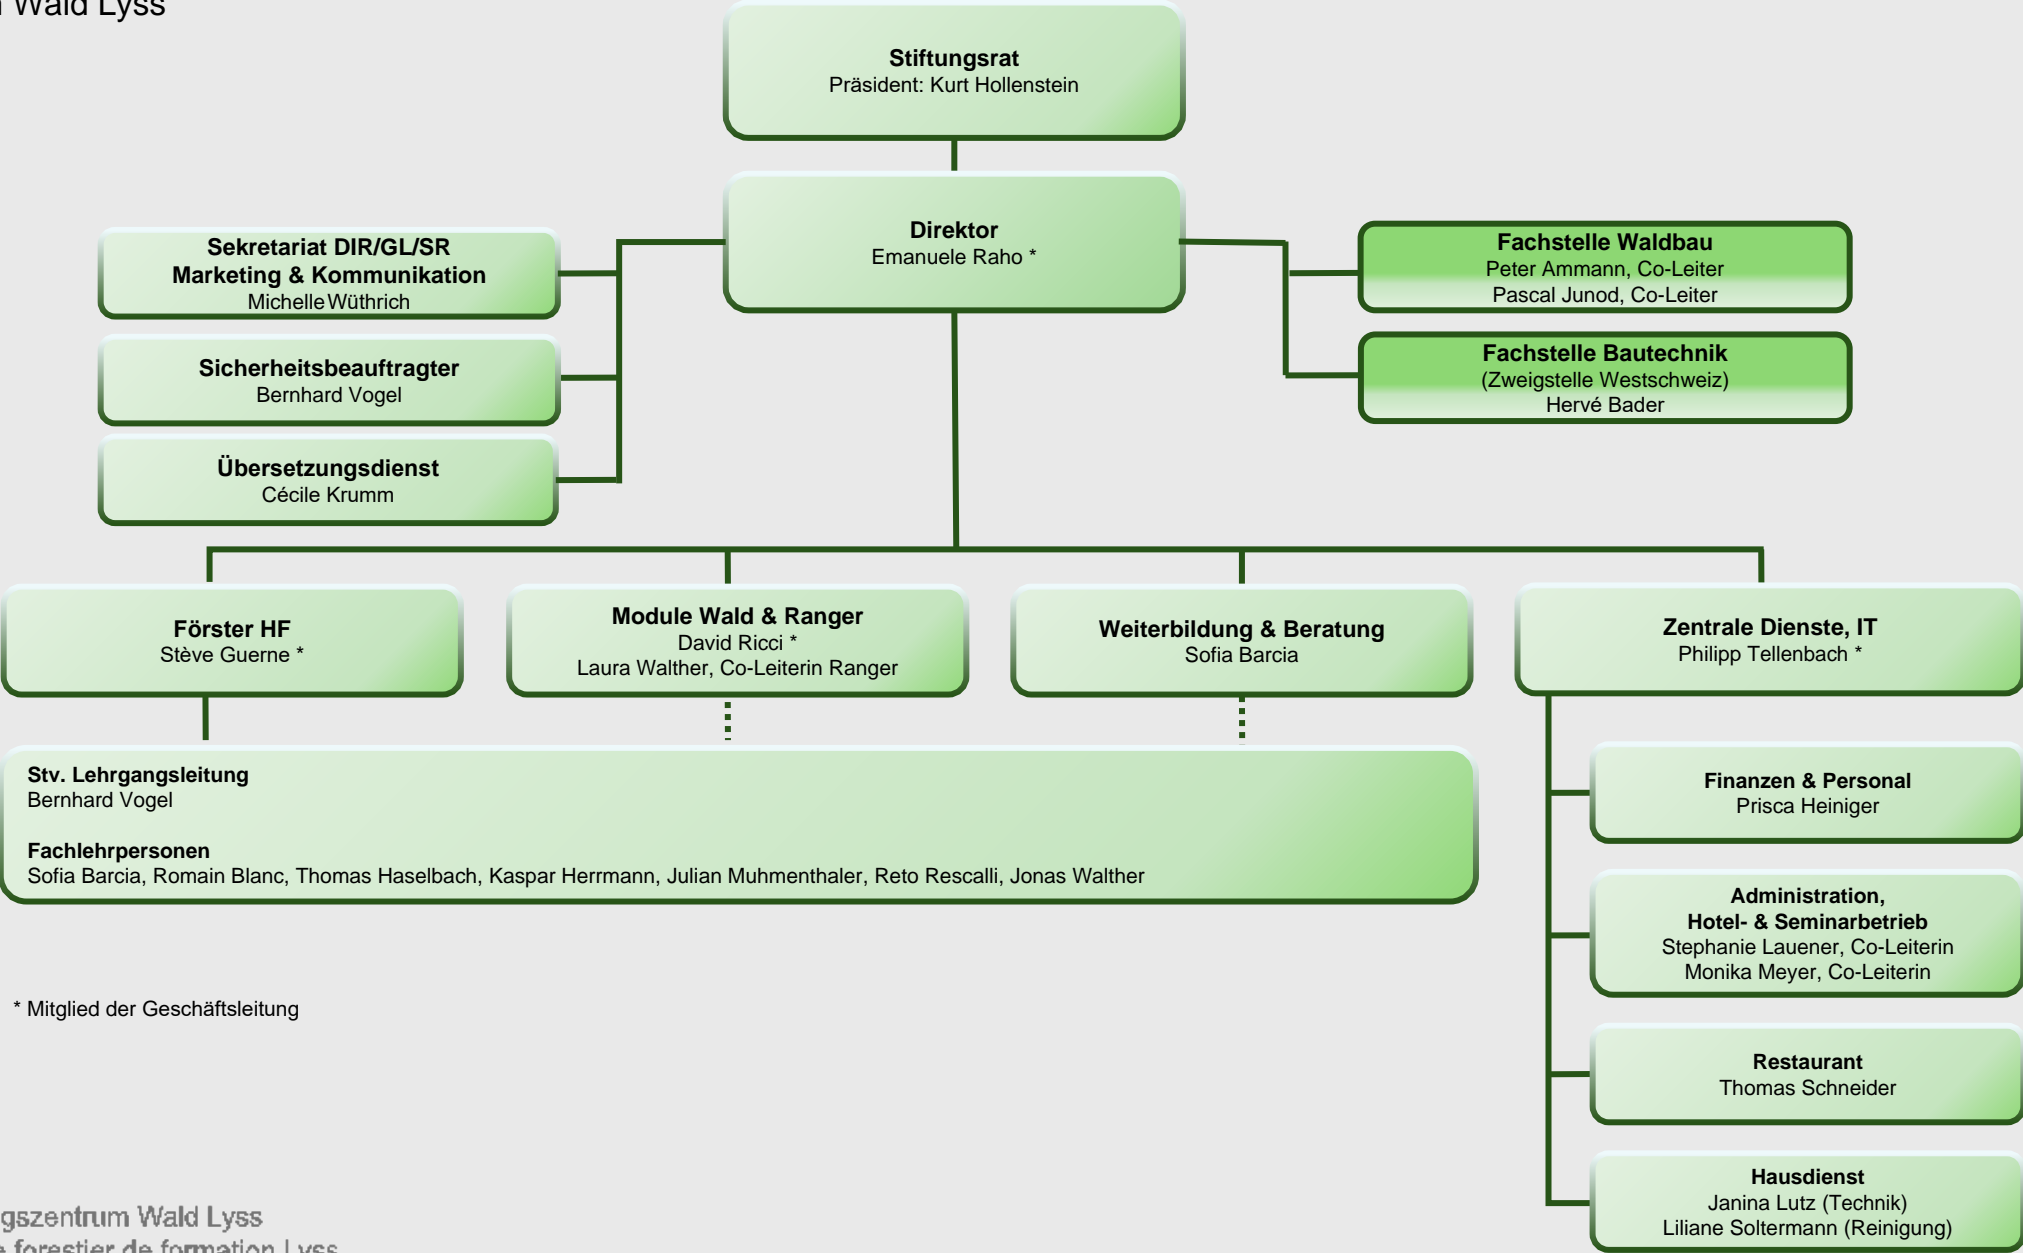 Wald Lyss
Stiftungsrat
Präsident: Kurt Hollenstein
Direktor
Emanuele Raho *
Sekretariat DIR/GL/SR
Marketing & Kommunikation
Michelle Wüthrich
Sicherheitsbeauftragter
Bernhard Vogel
Übersetzungsdienst
Cécile Krumm
Fachstelle Waldbau
Peter Ammann, Co-Leiter
Pascal Junod, Co-Leiter
Fachstelle Bautechnik
(Zweigstelle Westschweiz)
Hervé Bader
Förster HF
Stève Guerne *
Module Wald & Ranger
David Ricci *
Laura Walther, Co-Leiterin Ranger
Weiterbildung & Beratung
Sofia Barcia
Zentrale Dienste, IT
Philipp Tellenbach *
Stv. Lehrgangsleitung
Bernhard Vogel
Fachlehrpersonen
Sofia Barcia, Romain Blanc, Thomas Haselbach, Kaspar Herrmann, Julian Muhmenthaler, Reto Rescalli, Jonas Walther
Finanzen & Personal
Prisca Heiniger
Administration,
Hotel- & Seminarbetrieb
Stephanie Lauener, Co-Leiterin
Monika Meyer, Co-Leiterin
Restaurant
Thomas Schneider
Hausdienst
Janina Lutz (Technik)
Liliane Soltermann (Reinigung)
* Mitglied der Geschäftsleitung
gszentrum Wald Lyss
forestier de formation Lyss